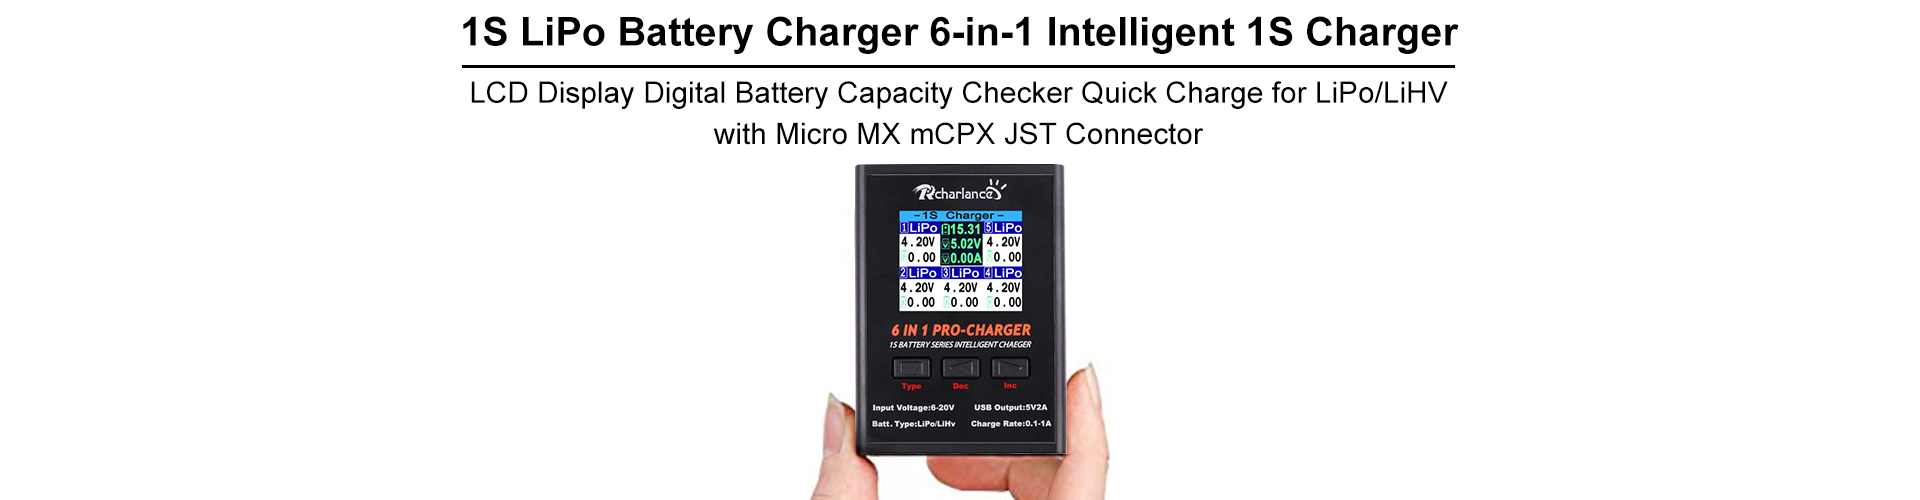 1S LiPo Battery Charger 6-in-1 Intelligent 1S Charger
LCD Display Digital Battery Capacity Checker Quick Charge for LiPo/LiHV
with Micro MX mCPX JST Connector
Rcharlance
-1S Charger-
1 LiPo 15.31 5 LiPo
4.20V V 5.02V 4.20V
0.00 V 0.00A 0.00
2 LiPo 3 LiPo 4 LiPo
4.20V 4.20V 4.20V
0.00 0.00 0.00
6 IN 1 PRO-CHARGER
1S BATTERY SERIES INTELLIGENT CHAEGER
Type Dec Inc
Input Voltage:6-20V USB Output:5V2A
Batt. Type:LiPo/LiHv Charge Rate:0.1-1A